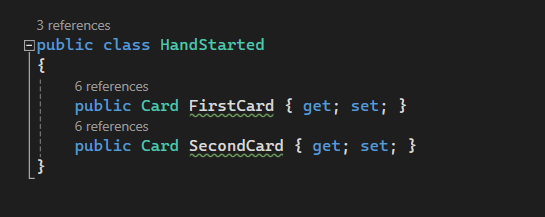 3 references
public class HandStarted
{
6 references
public Card FirstCard { get; set; }
6 references
public Card SecondCard { get; set; }
}